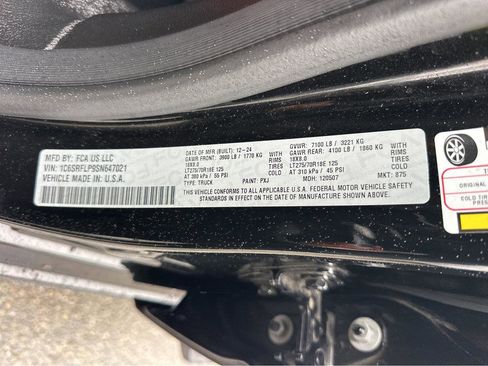 MFD BY: FCA US LLC
VIN: 1C6SRFLP9SN647021
VEHICLE MADE IN: U.S.A.
DATE OF MFR (BUILT): 12-24
GAWR FRONT: 3900 LB / 1770 KG
18X8.0
LT275/70R18E 125
AT 380 kPa / 55 PSI COLD
TYPE: TRUCK
PAINT: PXJ
GVWR: 7100 LB / 3221 KG
GAWR REAR: 4100 LB / 1860 KG
WITH RIMS
18X8.0
LT275/70R18E 125
AT 310 kPa / 45 PSI COLD
MDH: 120507
MKT: 875
THIS VEHICLE CONFORMS TO ALL APPLICABLE U.S.A. FEDERAL MOTOR VEHICLE SAFETY
STANDARDS IN EFFECT ON THE DATE OF MANUFACTURE SHOWN ABOVE.
COLD TI